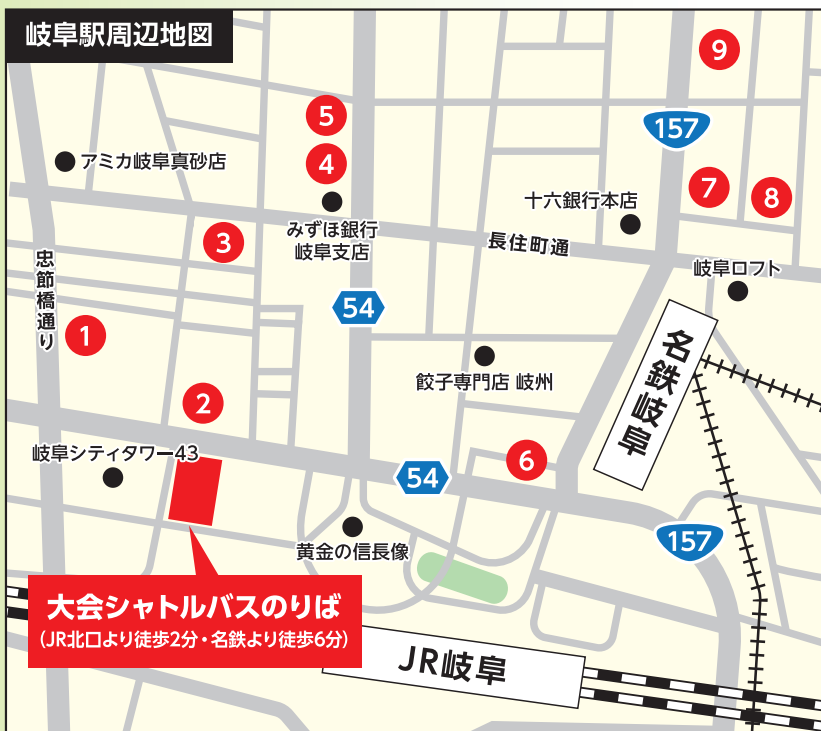 岐阜駅周辺地図
9
5
157
アミカ岐阜真砂店
4
7
8
十六銀行本店
みずほ銀行
岐阜支店
3
長住町通
岐阜ロフト
忠節橋通り
54
1
名鉄岐阜
餃子専門店 岐州
2
岐阜シティタワー43
6
54
157
黄金の信長像
大会シャトルバスのりば
(JR北口より徒歩2分・名鉄より徒歩6分)
JR岐阜